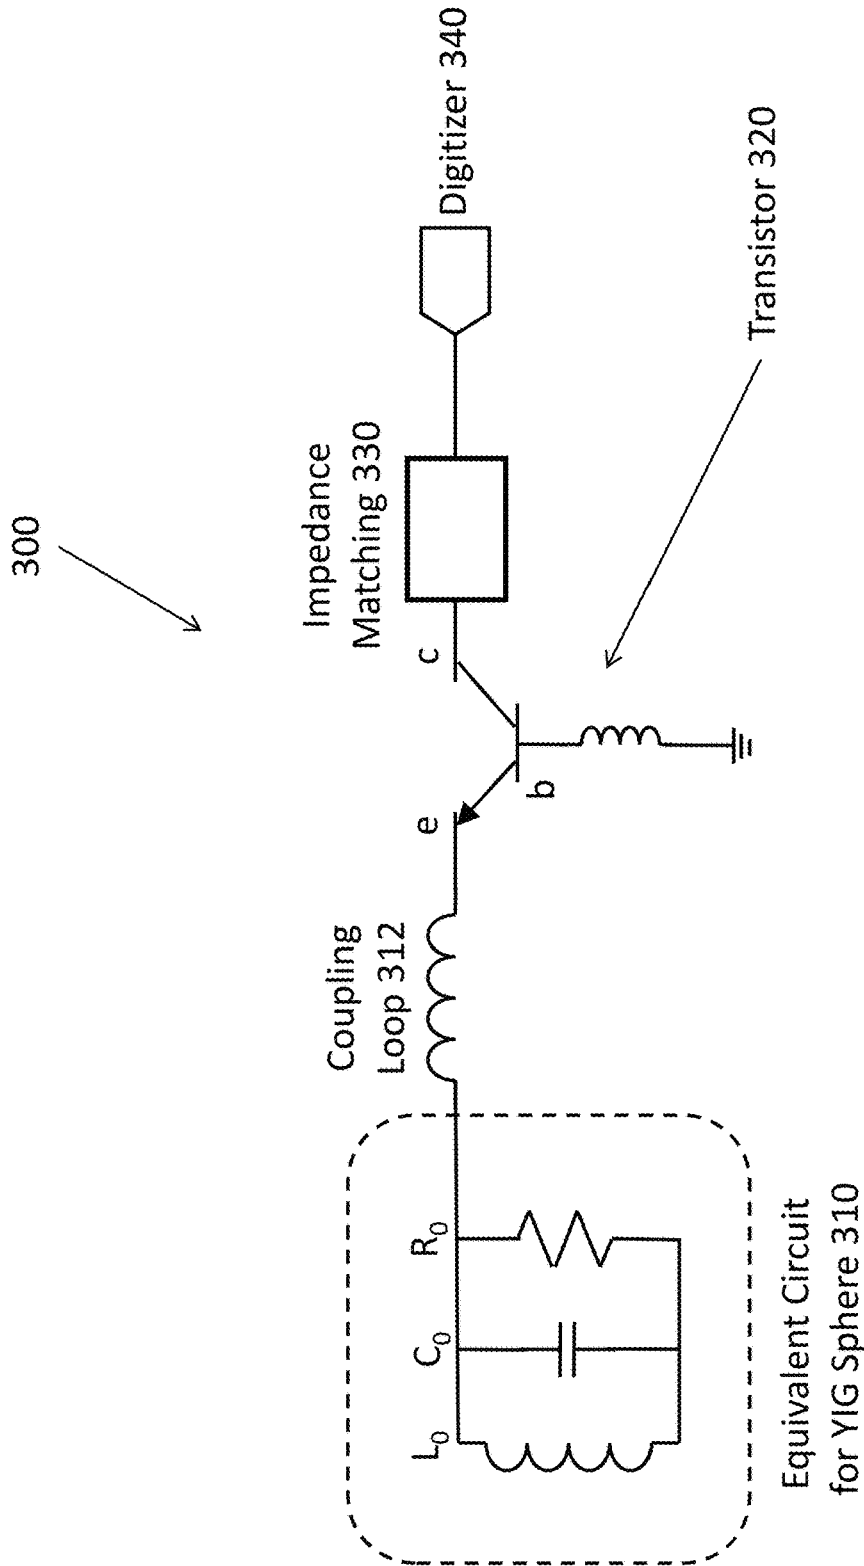 300
Impedance
Matching 330
Digitizer 340
Coupling
Loop 312
e
c
b
Transistor 320
L₀
C₀
R₀
Equivalent Circuit
for YIG Sphere 310